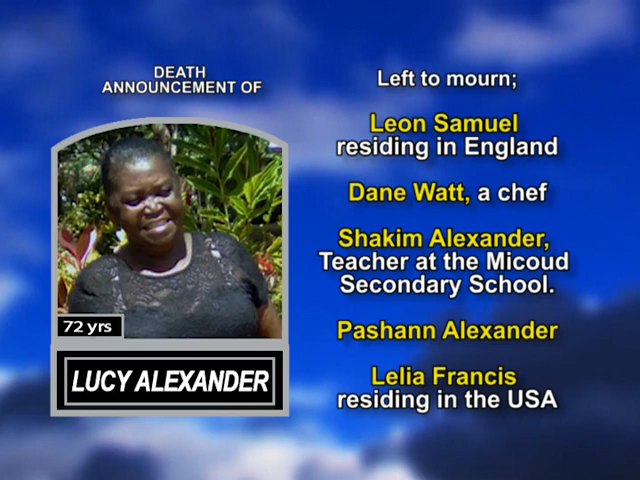 DEATH
ANNOUNCEMENT OF
72 yrs
LUCY ALEXANDER
Left to mourn;
Leon Samuel
residing in England
Dane Watt, a chef
Shakim Alexander,
Teacher at the Micoud
Secondary School.
Pashann Alexander
Lelia Francis
residing in the USA